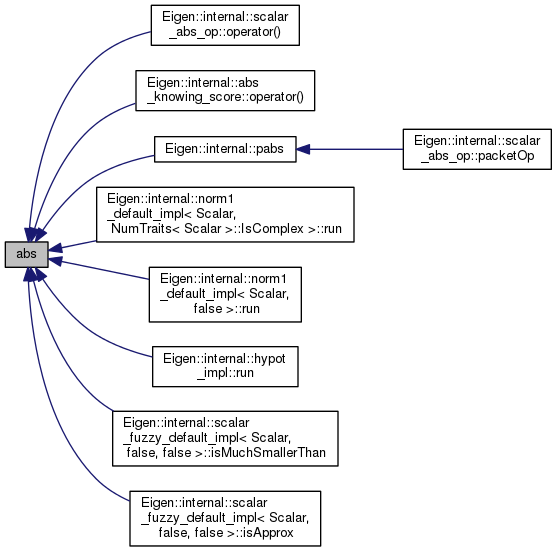 Eigen::internal::scalar
_abs_op::operator()
Eigen::internal::abs
_knowing_score::operator()
Eigen::internal::pabs
Eigen::internal::scalar
_abs_op::packetOp
Eigen::internal::norm1
_default_impl< Scalar,
NumTraits< Scalar >::IsComplex >::run
abs
Eigen::internal::norm1
_default_impl< Scalar,
false >::run
Eigen::internal::hypot
_impl::run
Eigen::internal::scalar
_fuzzy_default_impl< Scalar,
false, false >::isMuchSmallerThan
Eigen::internal::scalar
_fuzzy_default_impl< Scalar,
false, false >::isApprox